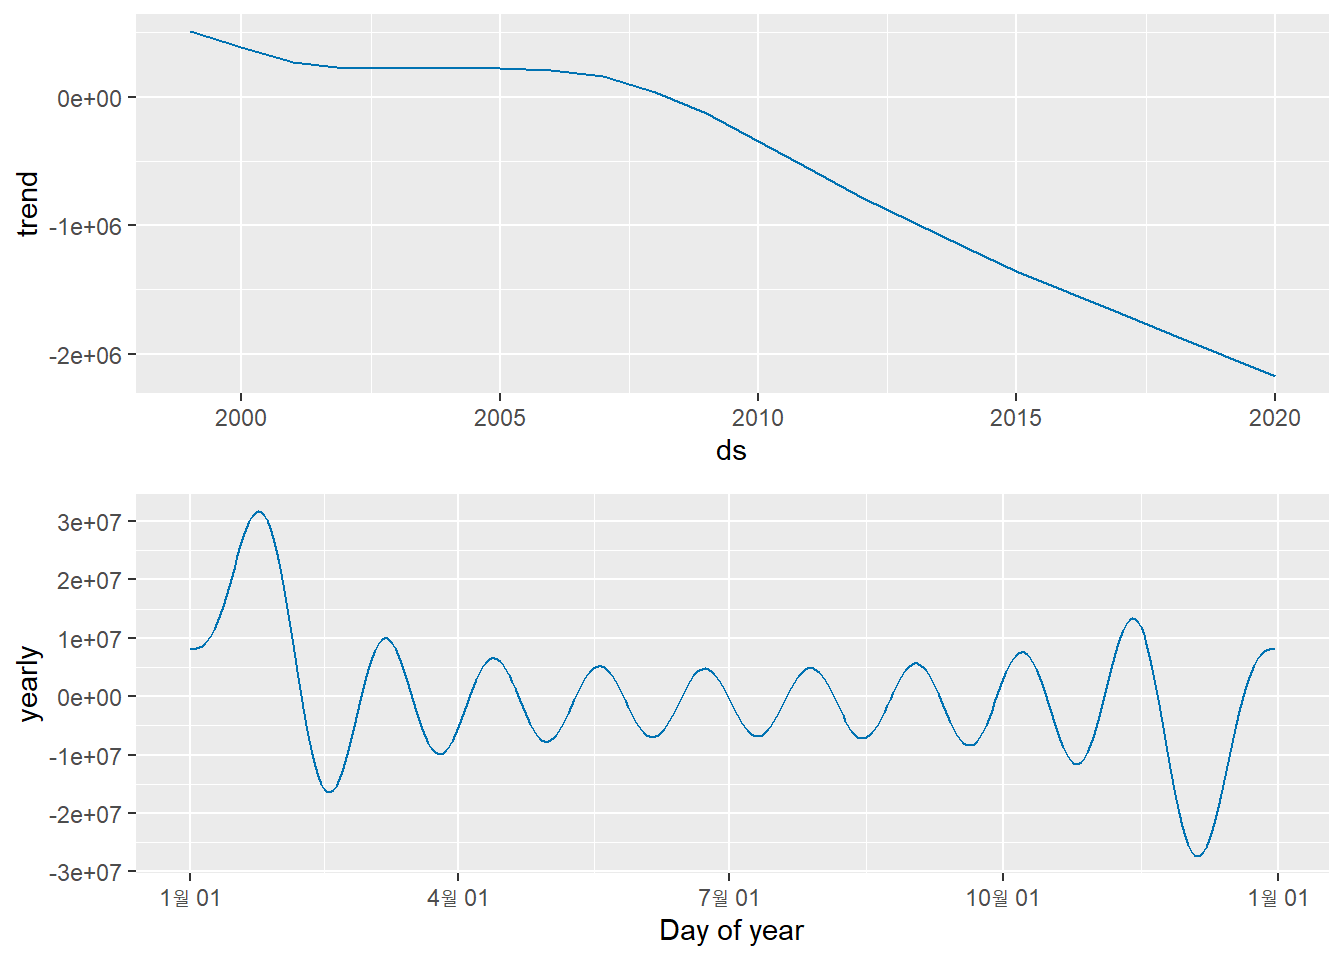 trend
0e+00
-1e+06
-2e+06
2000 2005 2010 2015 2020
ds
yearly
3e+07
2e+07
1e+07
0e+00
-1e+07
-2e+07
-3e+07
1월 01 4월 01 7월 01 10월 01 1월 01
Day of year